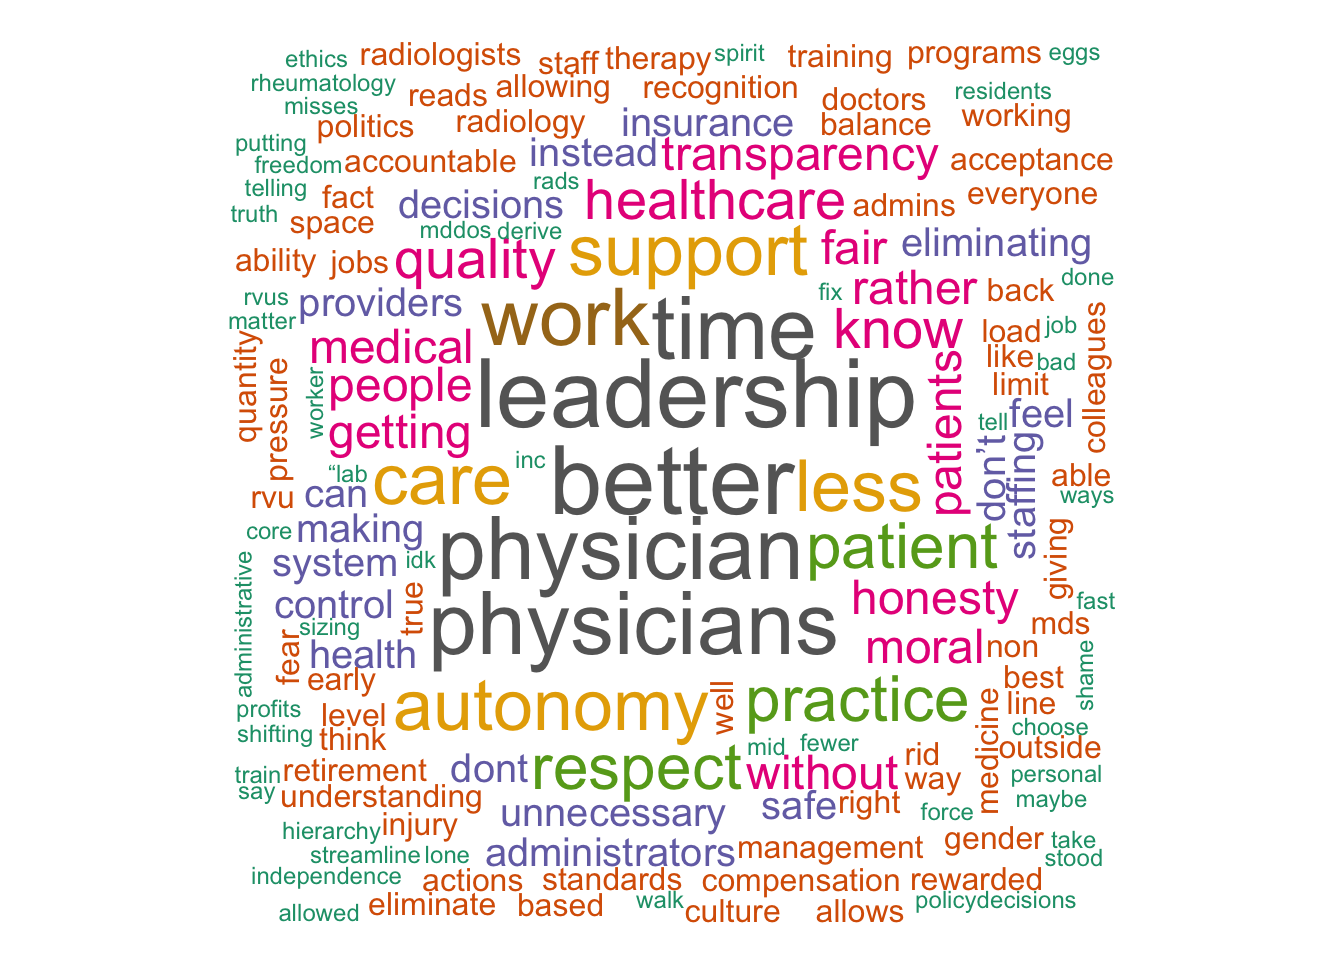 ethics radiologists staff therapy spirit training programs eggs
rheumatology reads allowing recognition doctors residents
misses politics radiology insurance balance working
putting freedom accountable instead transparency acceptance
telling fact decisions rads healthcare admins everyone
truth space mddos derive
ability jobs quality support fair eliminating
rvus providers work time fix rather back done
matter medical know load job
quantity pressure worker people leadership patients like bad colleagues
limit
getting tell feel
“lab care inc better less don’t staffing able
rvu can ways
core making physician patient
administrative system idk giving
control true physicians honesty fast
sizing mds
fear health moral non shame
early best
profits level autonomy well practice medicine line
shifting think choose
train retirement dont respect mid fewer without rid outside
say understanding way personal
unnecessary safe right force maybe
hierarchy injury gender take
streamline lone administrators management stood
independence actions standards compensation rewarded
allowed eliminate based walk culture allows policydecisions